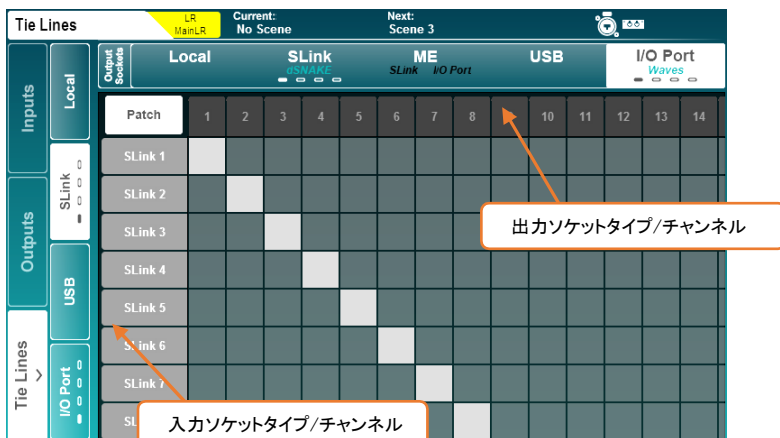 Tie Lines
LR
MainLR
Current:
No Scene
Next:
Scene 3
Inputs
Outputs
Tie Lines >
Local
SLink
USB
I/O Port
Output
Sockets
Local
SLink
dSNAKE
ME
SLink I/O Port
USB
I/O Port
Waves
Patch 1 2 3 4 5 6 7 8 10 11 12 13 14
SLink 1
SLink 2
SLink 3
SLink 4
SLink 5
SLink 6
SLink 7
SL
出力ソケットタイプ/チャンネル
入力ソケットタイプ/チャンネル